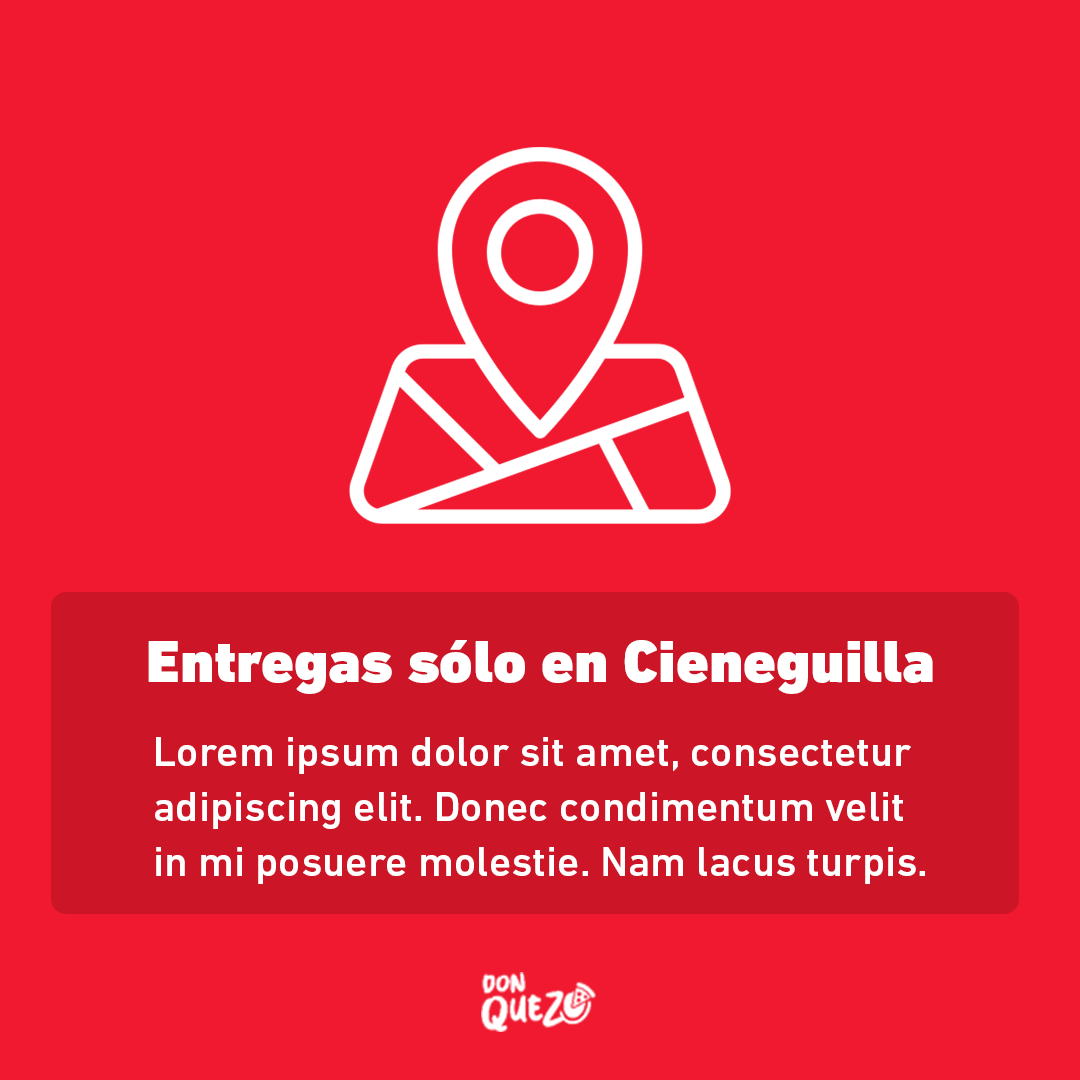 Entregas sólo en Cieneguilla
Lorem ipsum dolor sit amet, consectetur
adipiscing elit. Donec condimentum velit
in mi posuere molestie. Nam lacus turpis.
DON
QUEZO